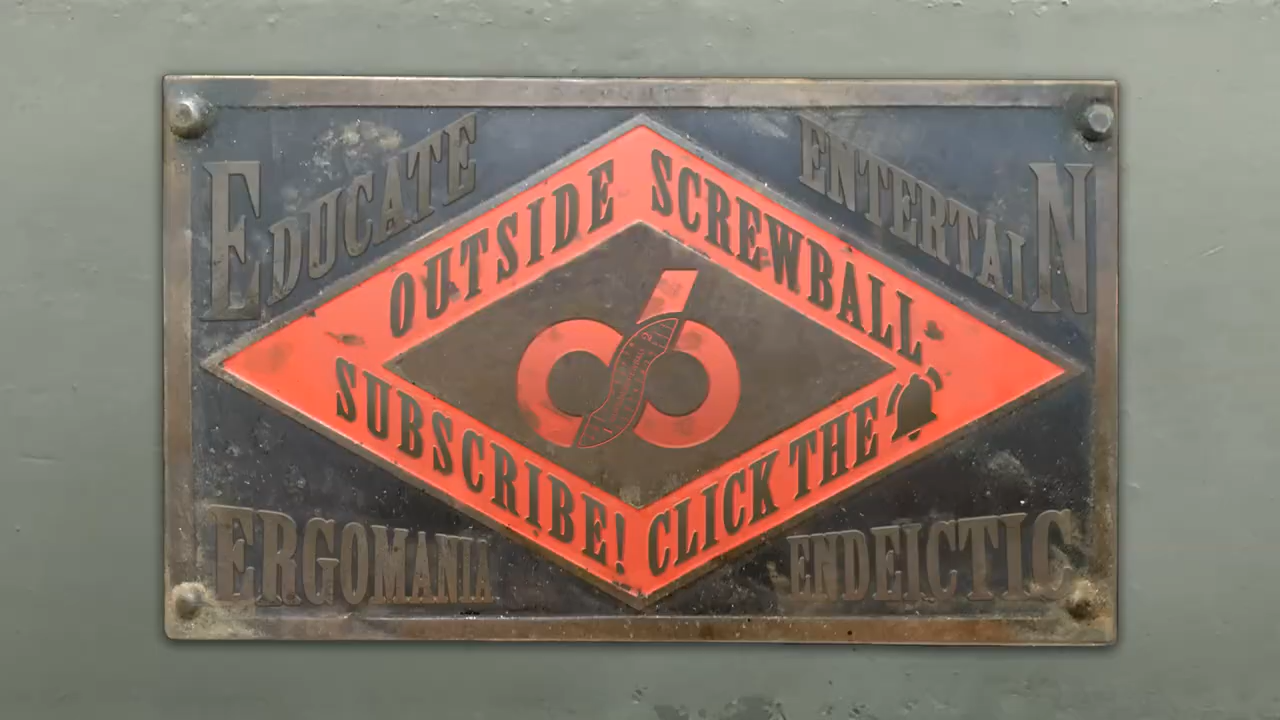 EDUCATE
ENTERTAIN
OUTSIDE SCREWBALL
SUBSCRIBE! CLICK THE
ERGOMANIA
ENDEICTIC